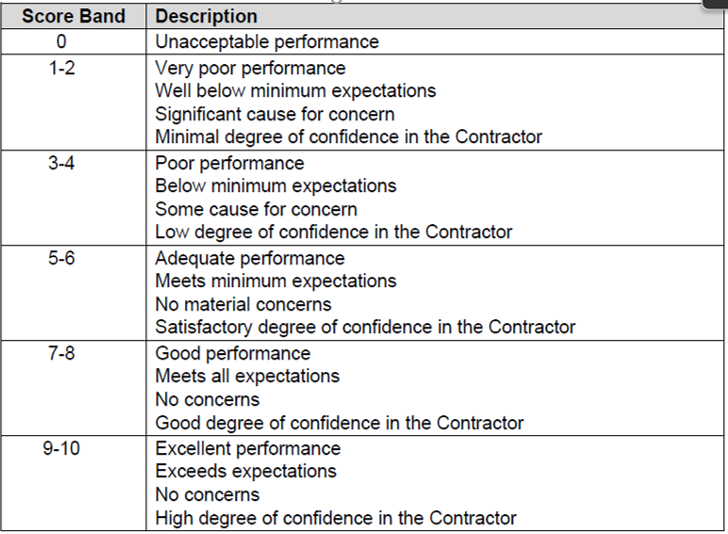 Score Band Description
0 Unacceptable performance
1-2 Very poor performance
Well below minimum expectations
Significant cause for concern
Minimal degree of confidence in the Contractor
3-4 Poor performance
Below minimum expectations
Some cause for concern
Low degree of confidence in the Contractor
5-6 Adequate performance
Meets minimum expectations
No material concerns
Satisfactory degree of confidence in the Contractor
7-8 Good performance
Meets all expectations
No concerns
Good degree of confidence in the Contractor
9-10 Excellent performance
Exceeds expectations
No concerns
High degree of confidence in the Contractor